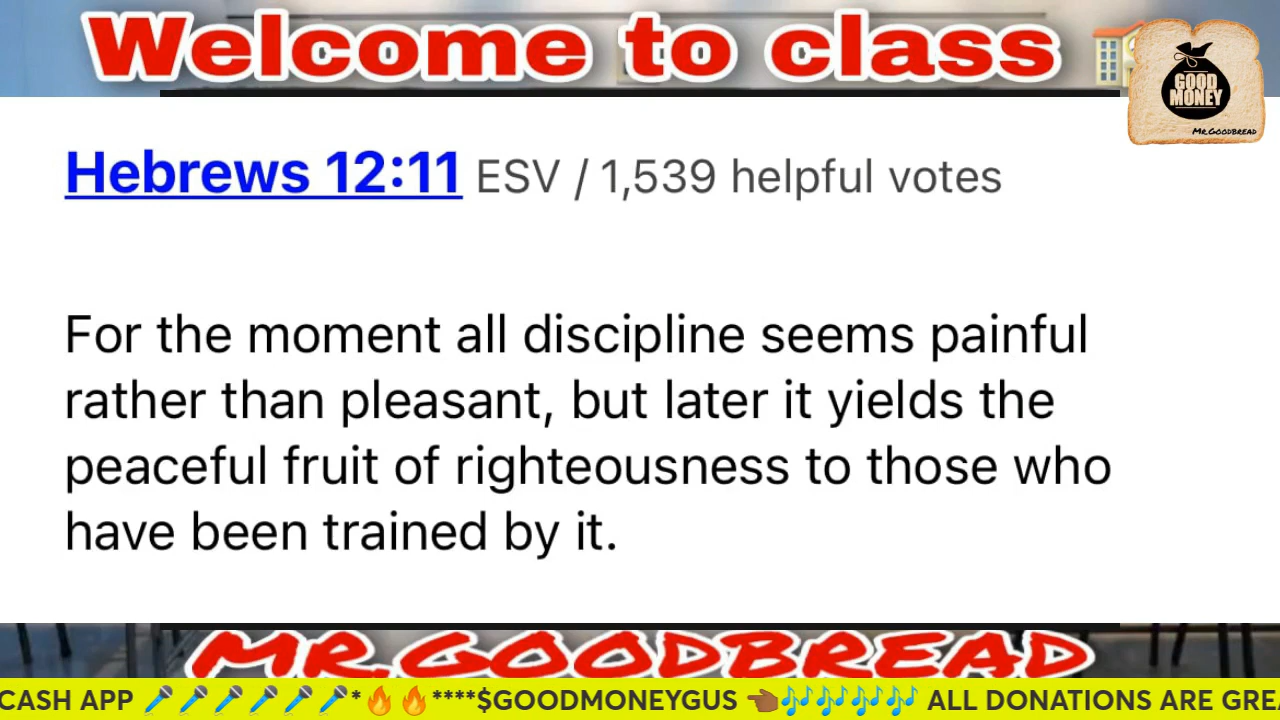 Welcome to class
GOOD
MONEY
MR.GOODBREAD
Hebrews 12:11 ESV / 1,539 helpful votes
For the moment all discipline seems painful
rather than pleasant, but later it yields the
peaceful fruit of righteousness to those who
have been trained by it.
MR.GOODBREAD
CASH APP 🎤🎤🎤🎤🎤🎤*🔥🔥****$GOODMONEYGUS 👈🏾🎶🎶🎶🎶 ALL DONATIONS ARE GREA